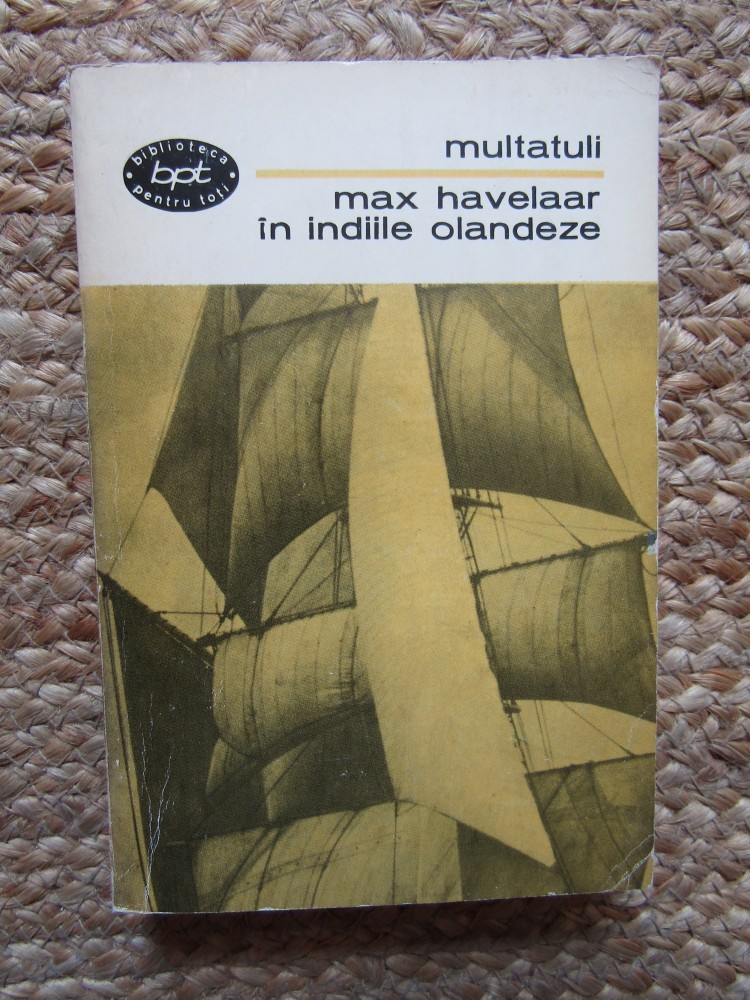 biblioteca
bpt
pentru toți
multatuli
max havelaar
în indiile olandeze